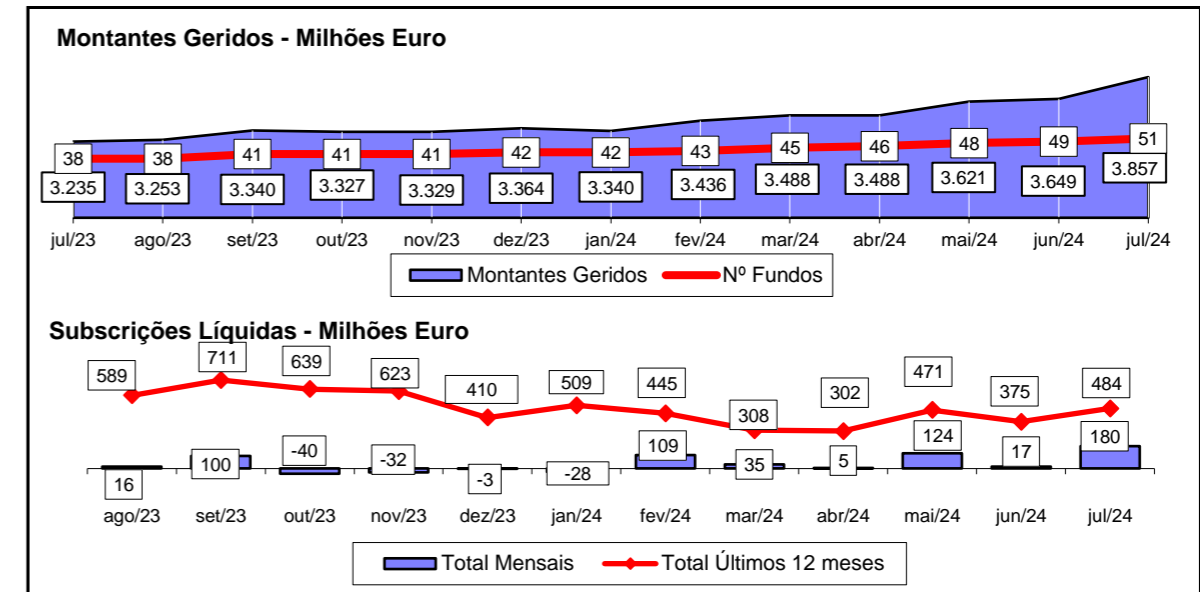 Montantes Geridos - Milhões Euro
38 38 41 41 41 42 42 43 45 46 48 49 51
3.235 3.253 3.340 3.327 3.329 3.364 3.340 3.436 3.488 3.488 3.621 3.649 3.857
jul/23 ago/23 set/23 out/23 nov/23 dez/23 jan/24 fev/24 mar/24 abr/24 mai/24 jun/24 jul/24
Montantes Geridos Nº Fundos
Subscrições Líquidas - Milhões Euro
589 711 639 623 410 509 445 308 302 471 375 484
16 100 -40 -32 -3 -28 109 35 5 124 17 180
ago/23 set/23 out/23 nov/23 dez/23 jan/24 fev/24 mar/24 abr/24 mai/24 jun/24 jul/24
Total Mensais Total Últimos 12 meses